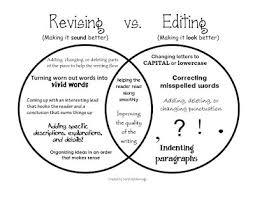 Revising vs. Editing
(Making it sound better) (Making it look better)
Adding, changing, or deleting parts
of the piece to help the writing flow
Turning worn out words into
vivid words
Coming up with an interesting lead
that hooks the reader and a
conclusion that sums things up
Adding specific
descriptions, explanations,
and details!
Organizing ideas in an order
that makes sense
helping the
reader read
along
smoothly
Improving
the quality
of the
writing
Changing letters to
CAPITAL or lowercase
Correcting
misspelled words
Adding, deleting, or
changing punctuation
, ? ! .
Indenting
paragraphs